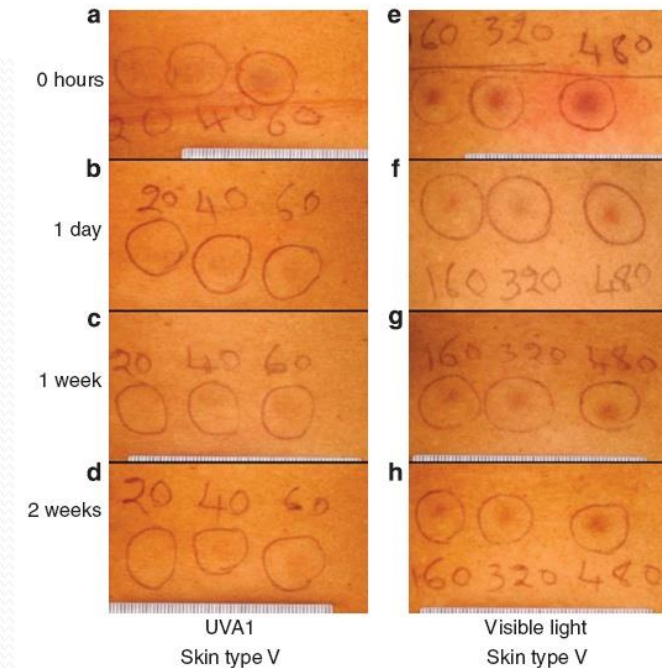 a
e
160 320 480
0 hours
20 40 60
b
f
20 40 60
1 day
160 320 480
c
g
1 week
20 40 60
160 320 480
d
h
20 40 60
2 weeks
160 320 480
UVA1
Visible light
Skin type V
Skin type V